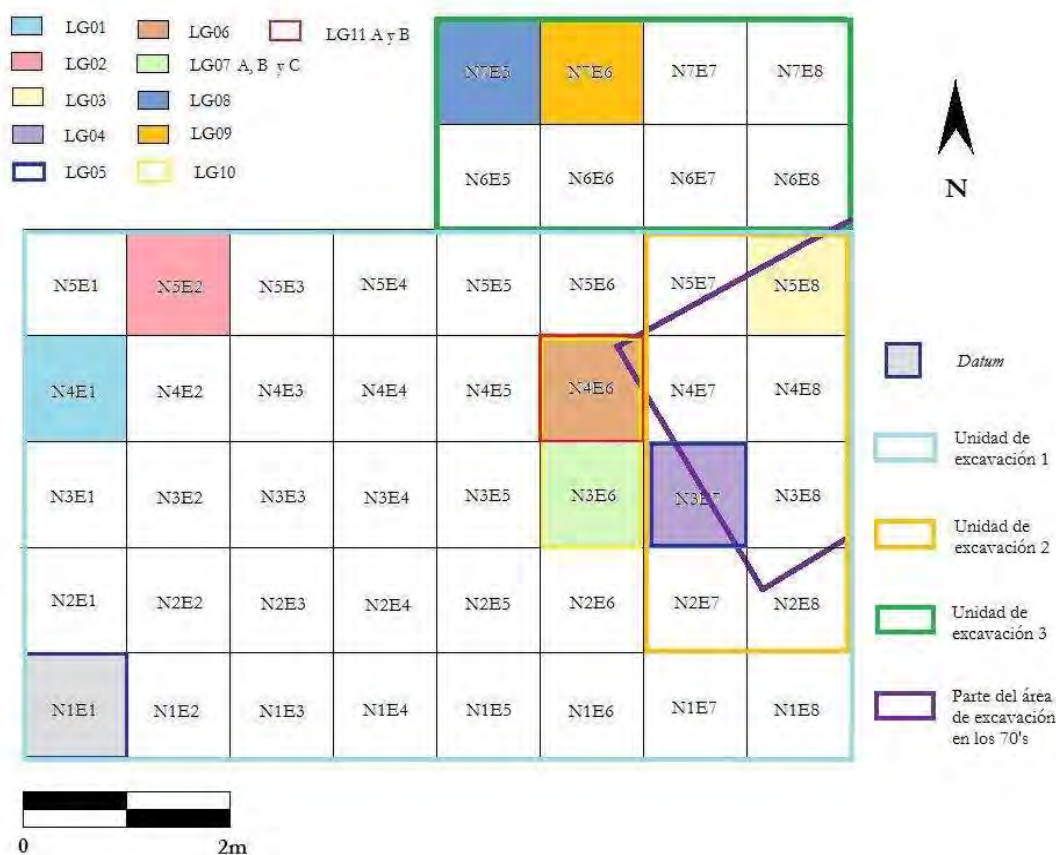 LG01
LG02
LG03
LG04
LG05
LG06
LG07 A, B y C
LG08
LG09
LG10
LG11 A y B
N7E5 N7E6 N7E7 N7E8
N6E5 N6E6 N6E7 N6E8
N
N5E1 N5E2 N5E3 N5E4 N5E5 N5E6 N5E7 N5E8
N4E1 N4E2 N4E3 N4E4 N4E5 N4E6 N4E7 N4E8
N3E1 N3E2 N3E3 N3E4 N3E5 N3E6 N3E7 N3E8
N2E1 N2E2 N2E3 N2E4 N2E5 N2E6 N2E7 N2E8
N1E1 N1E2 N1E3 N1E4 N1E5 N1E6 N1E7 N1E8
Datum
Unidad de
excavación 1
Unidad de
excavación 2
Unidad de
excavación 3
Parte del área
de excavación
en los 70's
0 2m